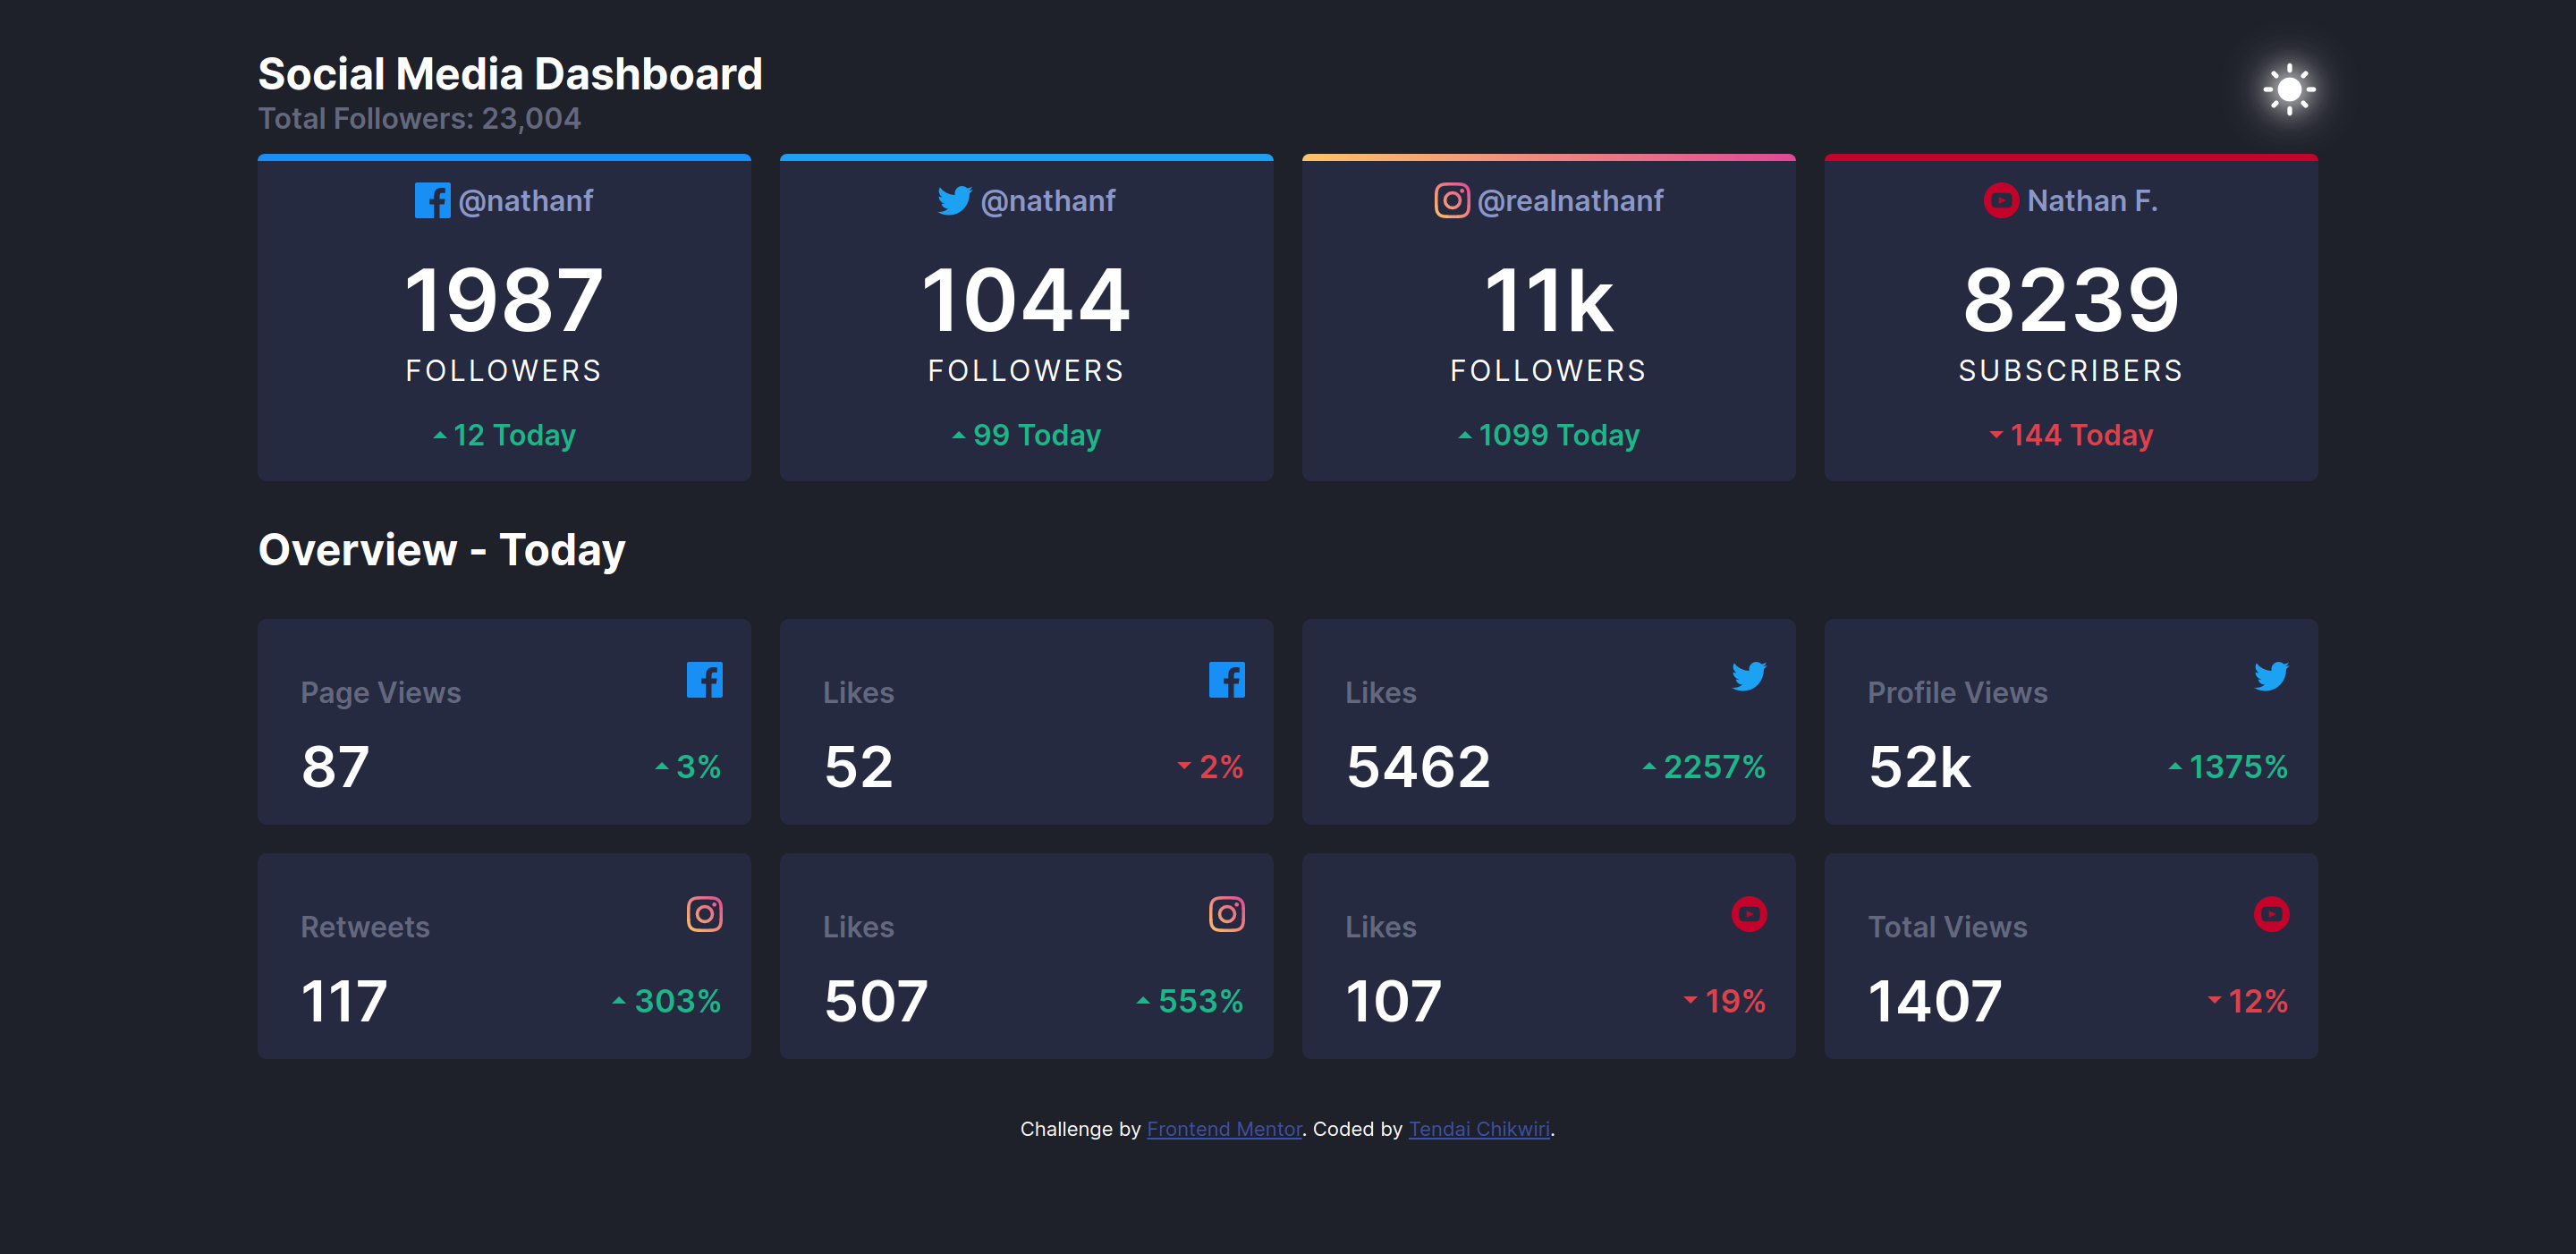 Social Media Dashboard
Total Followers: 23,004
@nathanf
1987
FOLLOWERS
12 Today
@nathanf
1044
FOLLOWERS
99 Today
@realnathanf
11k
FOLLOWERS
1099 Today
Nathan F.
8239
SUBSCRIBERS
144 Today
Overview - Today
Page Views
87
3%
Likes
52
2%
Likes
5462
2257%
Profile Views
52k
1375%
Retweets
117
303%
Likes
507
553%
Likes
107
19%
Total Views
1407
12%
Challenge by Frontend Mentor. Coded by Tendai Chikwiri.